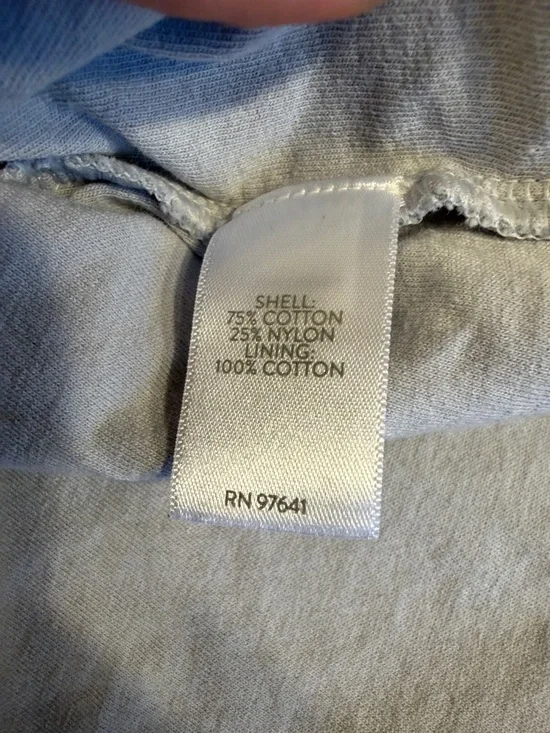 SHELL:
75% COTTON
25% NYLON
LINING:
100% COTTON
RN 97641